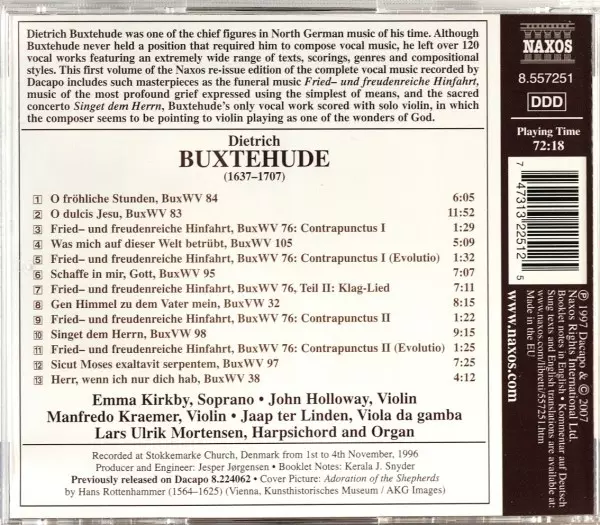 Dietrich Buxtehude was one of the chief figures in North German music of his time. Although
Buxtehude never held a position that required him to compose vocal music, he left over 120
vocal works featuring an extremely wide range of texts, scorings, genres and compositional
styles. This first volume of the Naxos re-issue edition of the complete vocal music recorded by
Dacapo includes such masterpieces as the funeral music Fried– und freudenreiche Hinfahrt,
music of the most profound grief expressed using the simplest of means, and the sacred
concerto Singet dem Herrn, Buxtehude's only vocal work scored with solo violin, in which
the composer seems to be pointing to violin playing as one of the wonders of God.
Dietrich
BUXTEHUDE
(1637–1707)
1 O fröhliche Stunden, BuxWV 84 6:05
2 O dulcis Jesu, BuxWV 83 11:52
3 Fried– und freudenreiche Hinfahrt, BuxWV 76: Contrapunctus I 1:29
4 Was mich auf dieser Welt betrübt, BuxWV 105 5:09
5 Fried– und freudenreiche Hinfahrt, BuxWV 76: Contrapunctus I (Evolutio) 1:32
6 Schaffe in mir, Gott, BuxWV 95 7:07
7 Fried– und freudenreiche Hinfahrt, BuxWV 76, Teil II: Klag-Lied 7:11
8 Gen Himmel zu dem Vater mein, BuxWV 32 8:15
9 Fried– und freudenreiche Hinfahrt, BuxWV 76: Contrapunctus II 1:22
10 Singet dem Herrn, BuxVW 98 9:15
11 Fried– und freudenreiche Hinfahrt, BuxWV 76: Contrapunctus II (Evolutio) 1:25
12 Sicut Moses exaltavit serpentem, BuxWV 97 7:25
13 Herr, wenn ich nur dich hab, BuxWV 38 4:12
Emma Kirkby, Soprano • John Holloway, Violin
Manfredo Kraemer, Violin • Jaap ter Linden, Viola da gamba
Lars Ulrik Mortensen, Harpsichord and Organ
Recorded at Stokkemarke Church, Denmark from 1st to 4th November, 1996
Producer and Engineer: Jesper Jørgensen • Booklet Notes: Kerala J. Snyder
Previously released on Dacapo 8.224062 • Cover Picture: Adoration of the Shepherds
by Hans Rottenhammer (1564–1625) (Vienna, Kunsthistorisches Museum / AKG Images)
NAXOS
8.557251
DDD
Playing Time
72:18
7 47313 22512 5
℗ 1997 Dacapo & © 2007
Naxos Rights International Ltd.
Booklet notes in English • Kommentar auf Deutsch
Sung texts and English translations are available at:
www.naxos.com/libretti/557251.htm
Made in the EU
www.naxos.com